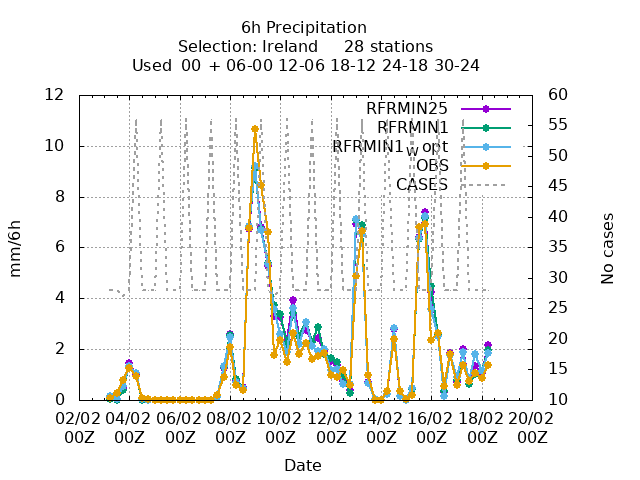 6h Precipitation
Selection: Ireland 28 stations
Used 00 + 06-00 12-06 18-12 24-18 30-24
mm/6h
12
10
8
6
4
2
0
60
55
50
45
40
35
30
25
20
15
10
No cases
RFRMIN25
RFRMIN1
RFRMIN1w opt
OBS
CASES
02/02 04/02 06/02 08/02 10/02 12/02 14/02 16/02 18/02 20/02
00Z 00Z 00Z 00Z 00Z 00Z 00Z 00Z 00Z 00Z
Date